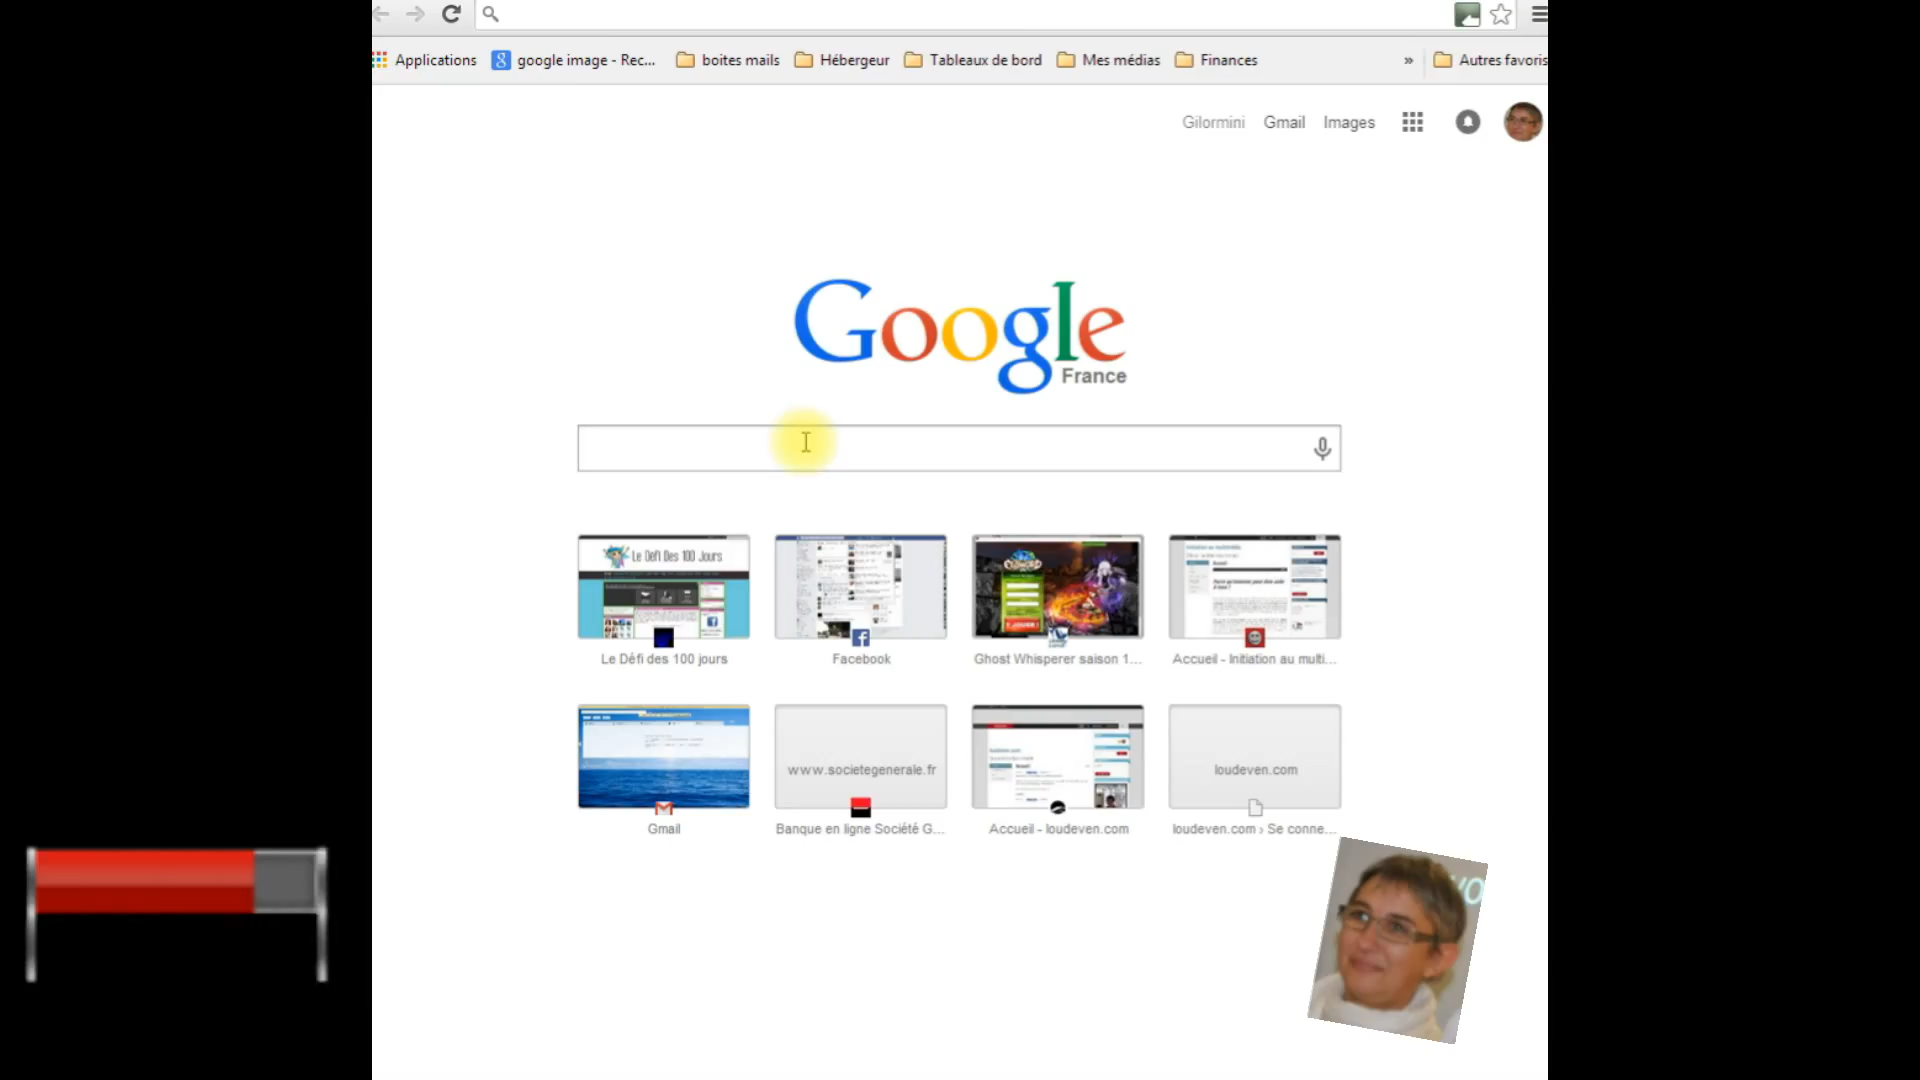 Applications google image - Rec... boites mails Hébergeur Tableaux de bord Mes médias Finances » Autres favoris
Gilormini Gmail Images
Google
France
Le Défi Des 100 Jours
Le Défi des 100 jours Facebook Ghost Whisperer saison 1... Accueil - Initiation au multi...
www.societegenerale.fr loudeven.com
Gmail Banque en ligne Société G... Accueil - loudeven.com loudeven.com › Se conne...